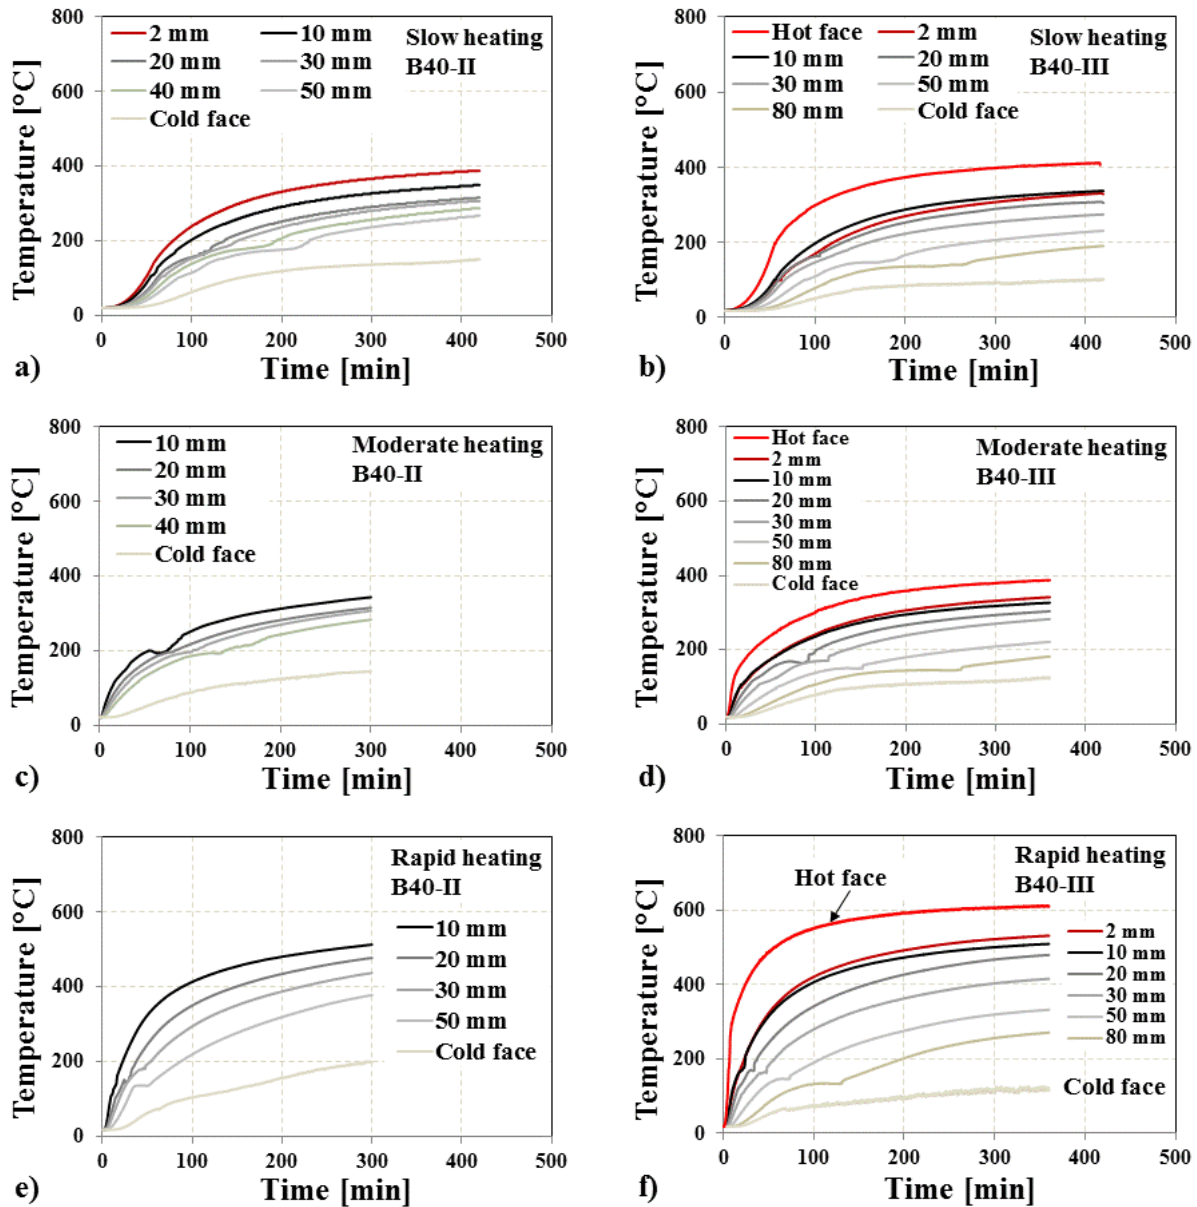 800
600
400
200
0
Temperature [°C]
2 mm
10 mm
20 mm
30 mm
40 mm
50 mm
Cold face
Slow heating
B40-II
0 100 200 300 400 500
Time [min]
a)
800
600
400
200
0
Temperature [°C]
Hot face
2 mm
10 mm
20 mm
30 mm
50 mm
80 mm
Cold face
Slow heating
B40-III
0 100 200 300 400 500
Time [min]
b)
800
600
400
200
0
Temperature [°C]
10 mm
20 mm
30 mm
40 mm
Cold face
Moderate heating
B40-II
0 100 200 300 400 500
Time [min]
c)
800
600
400
200
0
Temperature [°C]
Hot face
2 mm
10 mm
20 mm
30 mm
50 mm
80 mm
Cold face
Moderate heating
B40-III
0 100 200 300 400 500
Time [min]
d)
800
600
400
200
0
Temperature [°C]
Rapid heating
B40-II
10 mm
20 mm
30 mm
50 mm
Cold face
0 100 200 300 400 500
Time [min]
e)
800
600
400
200
0
Temperature [°C]
Hot face
Rapid heating
B40-III
2 mm
10 mm
20 mm
30 mm
50 mm
80 mm
Cold face
0 100 200 300 400 500
Time [min]
f)